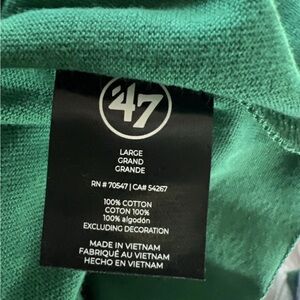 '47
LARGE
GRAND
GRANDE
RN # 70547 | CA# 54267
100% COTTON
COTON 100%
100% algodón
EXCLUDING DECORATION
MADE IN VIETNAM
FABRIQUÉ AU VIETNAM
HECHO EN VIETNAM